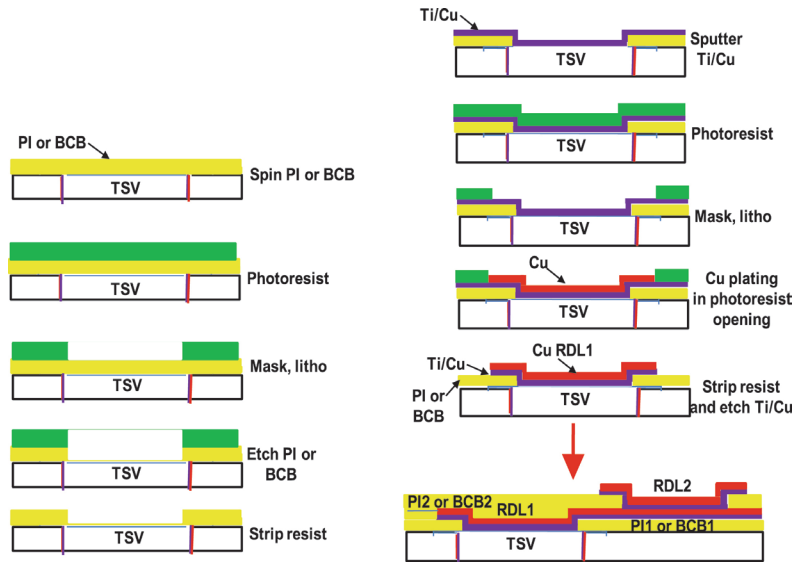 PI or BCB
TSV
Spin PI or BCB
Photoresist
TSV
Mask, litho
TSV
Etch PI or
BCB
TSV
Strip resist
TSV
Ti/Cu
Sputter
Ti/Cu
TSV
Photoresist
TSV
Mask, litho
TSV
Cu
Cu plating
in photoresist
opening
TSV
Cu RDL1
Ti/Cu
PI or
BCB
TSV
Strip resist
and etch Ti/Cu
RDL2
PI2 or BCB2
RDL1
PI1 or BCB1
TSV